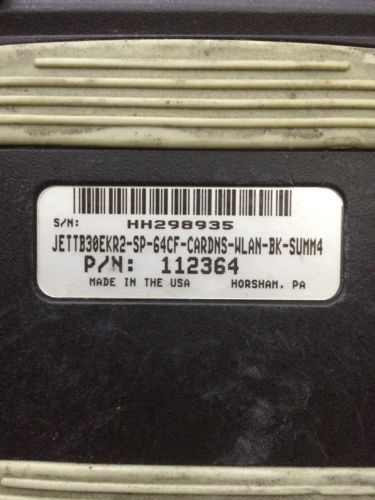 S/N: HH298935
JETTB30EKR2-SP-64CF-CARDNS-WLAN-BK-SUMM4
P/N: 112364
MADE IN THE USA HORSHAM, PA